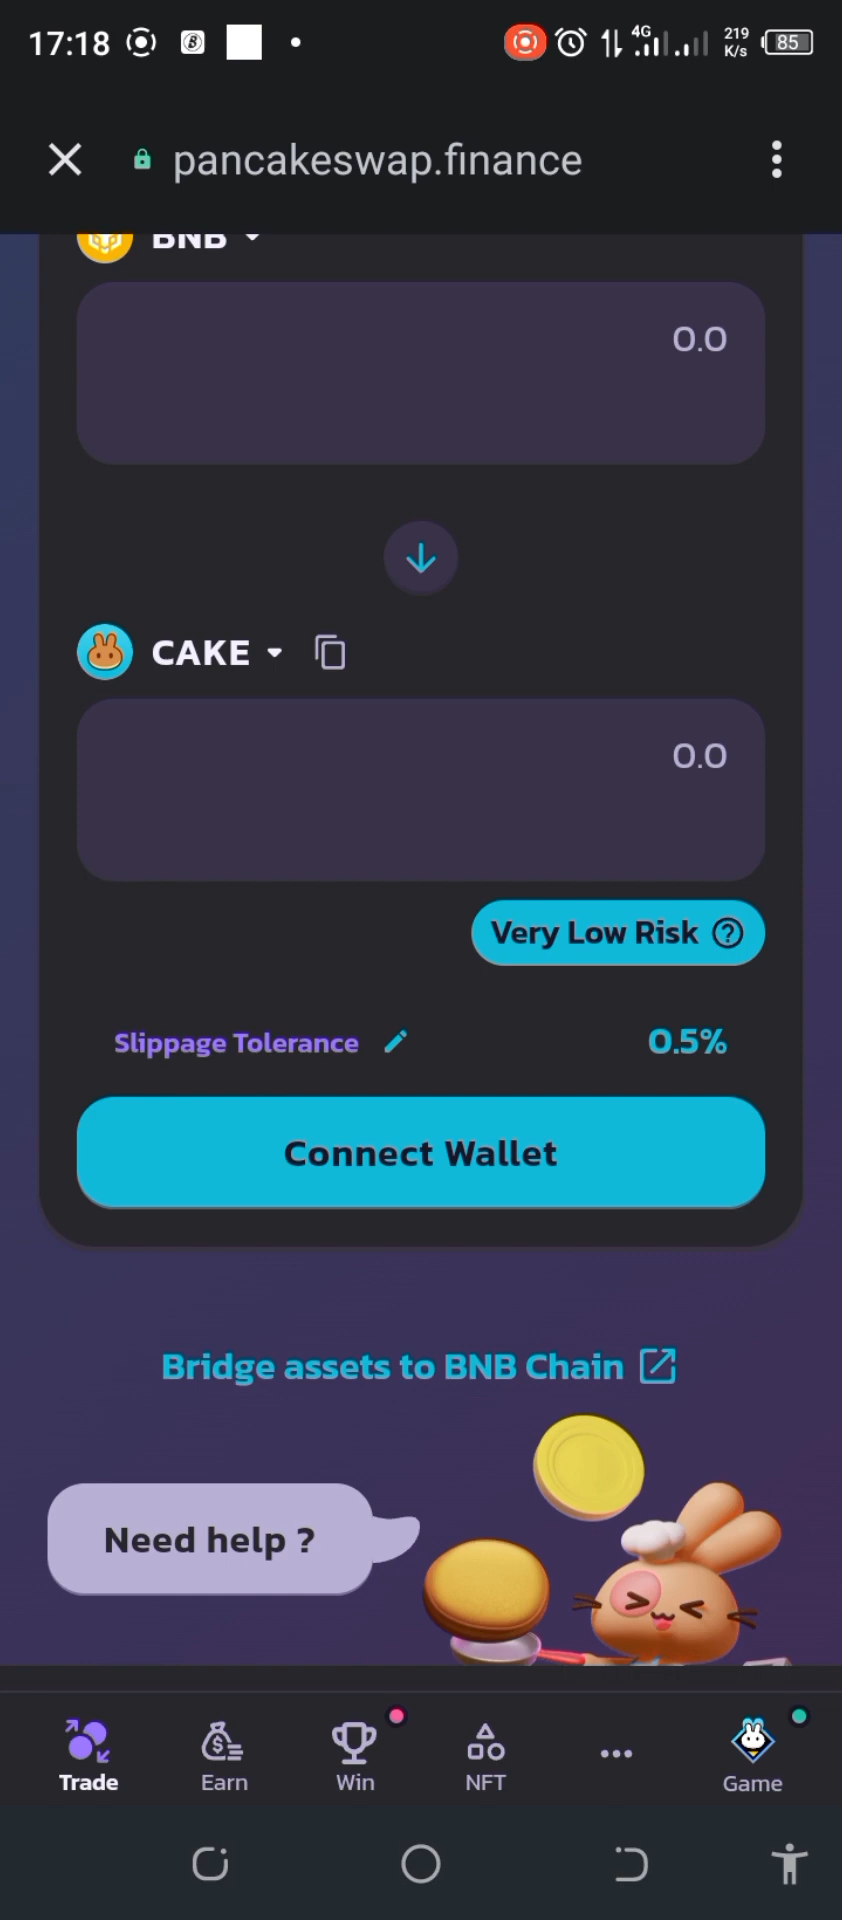 17:18
4G
219
K/s
85
pancakeswap.finance
BNB
0.0
CAKE
0.0
Very Low Risk
Slippage Tolerance
0.5%
Connect Wallet
Bridge assets to BNB Chain
Need help ?
Trade
Earn
Win
NFT
Game